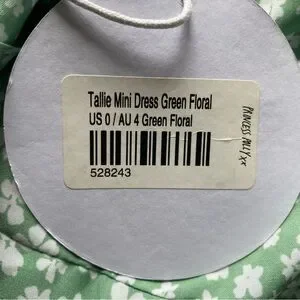 Tallie Mini Dress Green Floral
US 0 / AU 4 Green Floral
528243
PRINCESS POLLY xx